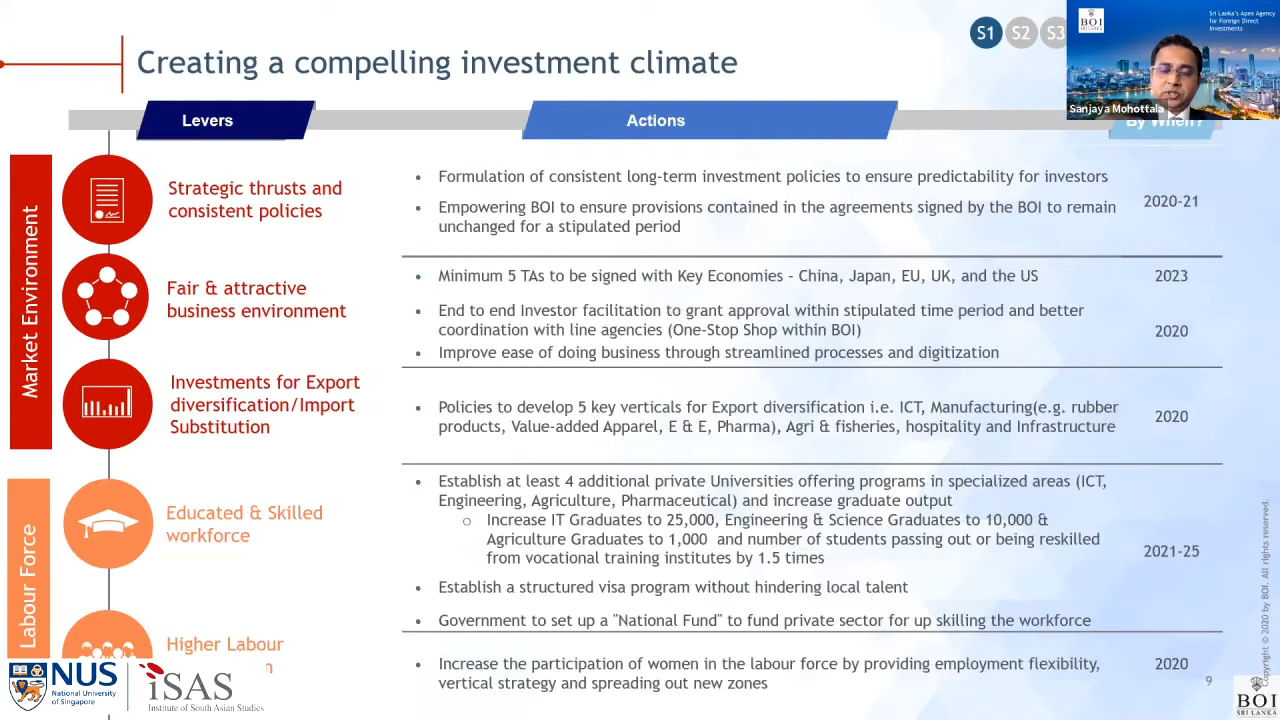 S1 S2 S3
BOI
SRI LANKA
Sri Lanka's Apex Agency
for Foreign Direct
Investments
Sanjaya Mohottala
Creating a compelling investment climate
Levers
Actions
By When?
Market Environment
Strategic thrusts and
consistent policies
• Formulation of consistent long-term investment policies to ensure predictability for investors
• Empowering BOI to ensure provisions contained in the agreements signed by the BOI to remain
unchanged for a stipulated period
2020-21
Fair & attractive
business environment
• Minimum 5 TAs to be signed with Key Economies - China, Japan, EU, UK, and the US
2023
• End to end Investor facilitation to grant approval within stipulated time period and better
coordination with line agencies (One-Stop Shop within BOI)
• Improve ease of doing business through streamlined processes and digitization
2020
Investments for Export
diversification/Import
Substitution
• Policies to develop 5 key verticals for Export diversification i.e. ICT, Manufacturing(e.g. rubber
products, Value-added Apparel, E & E, Pharma), Agri & fisheries, hospitality and Infrastructure
2020
Labour Force
Educated & Skilled
workforce
• Establish at least 4 additional private Universities offering programs in specialized areas (ICT,
Engineering, Agriculture, Pharmaceutical) and increase graduate output
o Increase IT Graduates to 25,000, Engineering & Science Graduates to 10,000 &
Agriculture Graduates to 1,000 and number of students passing out or being reskilled
from vocational training institutes by 1.5 times
• Establish a structured visa program without hindering local talent
• Government to set up a "National Fund" to fund private sector for up skilling the workforce
2021-25
Higher Labour
• Increase the participation of women in the labour force by providing employment flexibility,
vertical strategy and spreading out new zones
2020
9
Copyright © 2020 by BOI. All rights reserved.
NUS
National University
of Singapore
iSAS
Institute of South Asian Studies
BOI
SRI LANKA